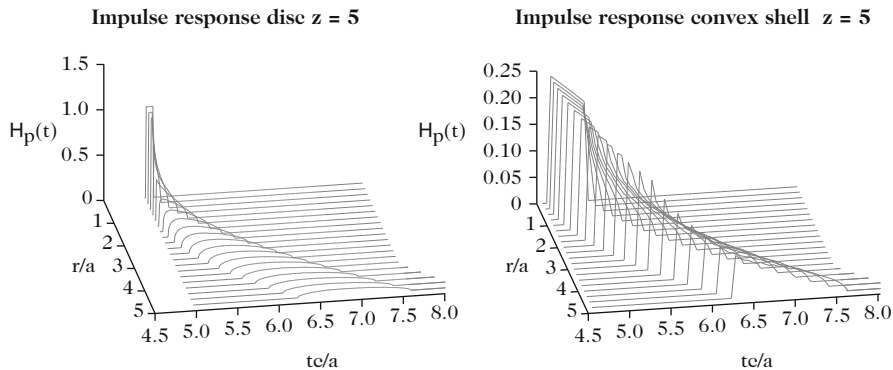 Impulse response disc z = 5
1.5
1.0
0.5
0
Hp(t)
1
2
3
4
5
r/a
4.5 5.0 5.5 6.0 6.5 7.0 7.5 8.0
tc/a
Impulse response convex shell z = 5
0.25
0.20
0.15
0.10
0.05
0
Hp(t)
1
2
3
4
5
r/a
4.5 5.0 5.5 6.0 6.5 7.0 7.5 8.0
tc/a